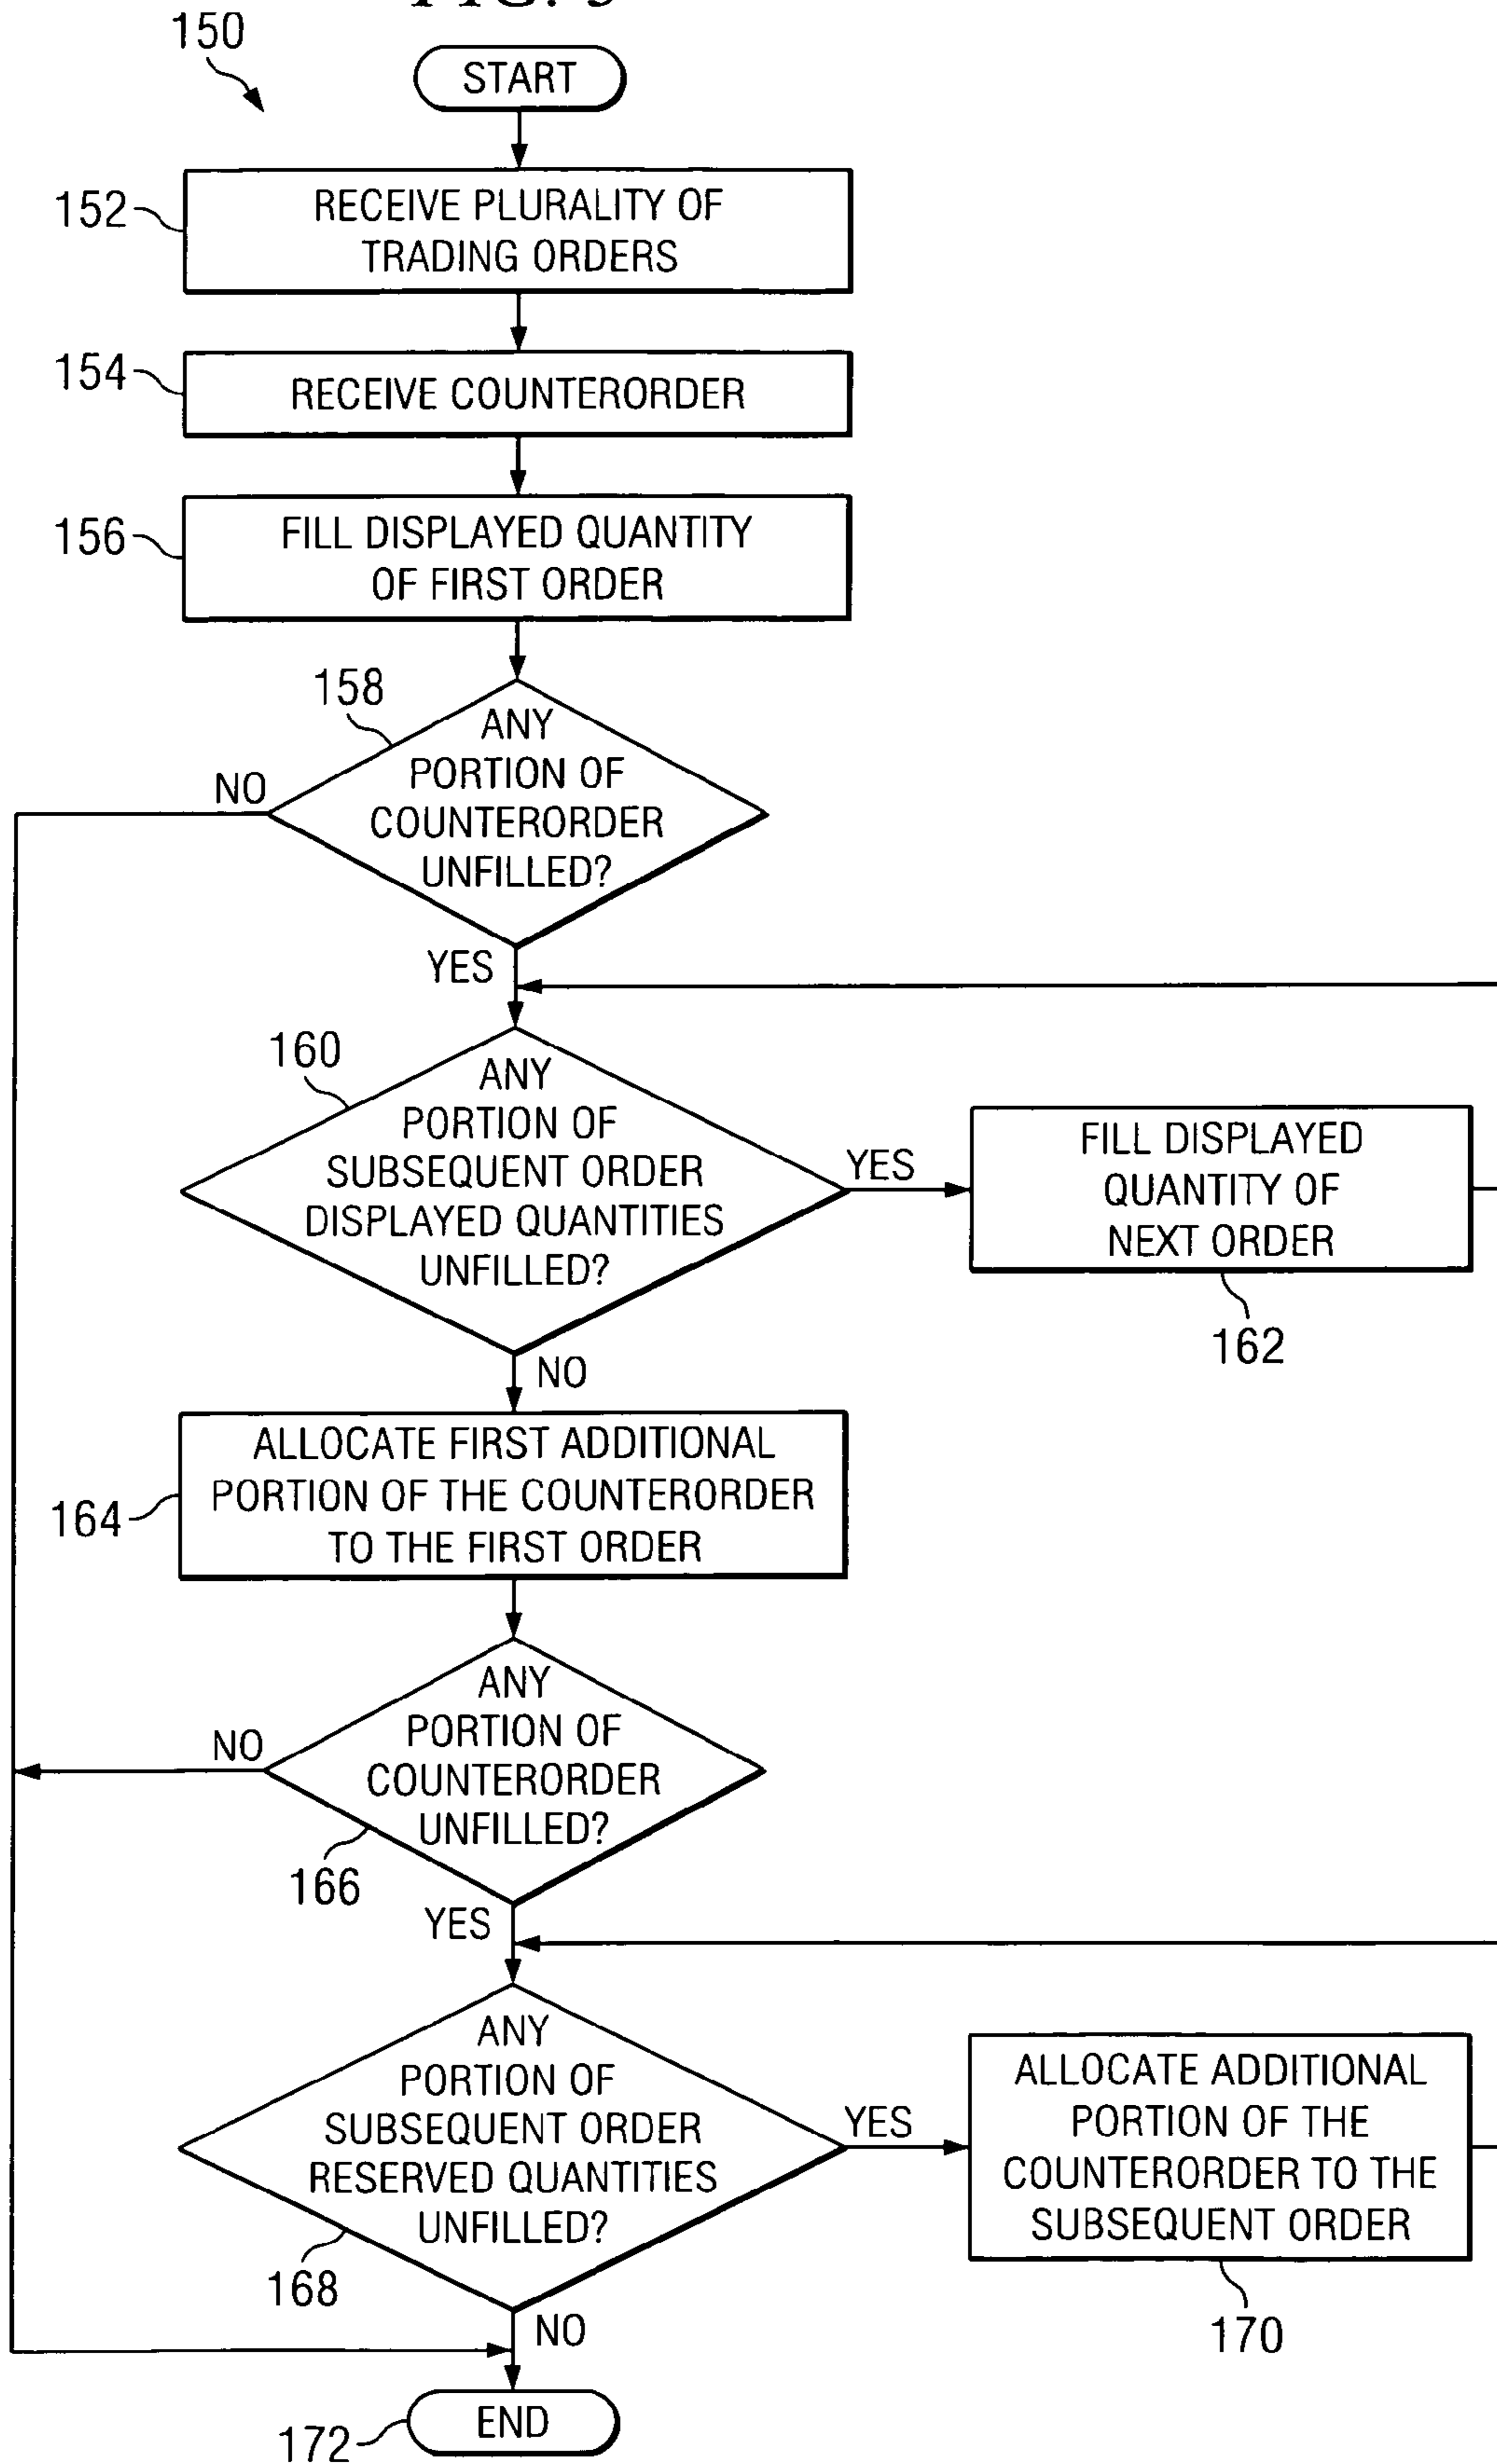 150
START
152
RECEIVE PLURALITY OF
TRADING ORDERS
154
RECEIVE COUNTERORDER
156
FILL DISPLAYED QUANTITY
OF FIRST ORDER
158
ANY
PORTION OF
COUNTERORDER
UNFILLED?
NO
YES
160
ANY
PORTION OF
SUBSEQUENT ORDER
DISPLAYED QUANTITIES
UNFILLED?
YES
FILL DISPLAYED
QUANTITY OF
NEXT ORDER
162
NO
164
ALLOCATE FIRST ADDITIONAL
PORTION OF THE COUNTERORDER
TO THE FIRST ORDER
ANY
PORTION OF
COUNTERORDER
UNFILLED?
NO
166
YES
ANY
PORTION OF
SUBSEQUENT ORDER
RESERVED QUANTITIES
UNFILLED?
168
YES
ALLOCATE ADDITIONAL
PORTION OF THE
COUNTERORDER TO THE
SUBSEQUENT ORDER
170
NO
END
172